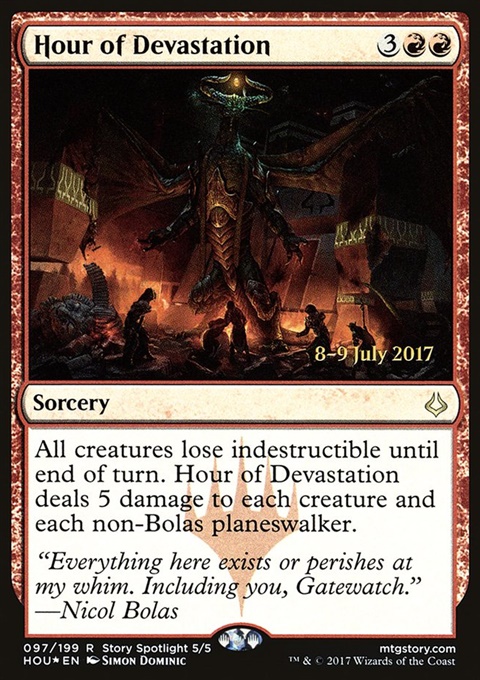 Hour of Devastation 3
8–9 July 2017
Sorcery
All creatures lose indestructible until
end of turn. Hour of Devastation
deals 5 damage to each creature and
each non-Bolas planeswalker.
“Everything here exists or perishes at
my whim. Including you, Gatewatch.”
—Nicol Bolas
097/199 R Story Spotlight 5/5 mtgstory.com
HOU★EN Simon Dominic ™ & © 2017 Wizards of the Coast